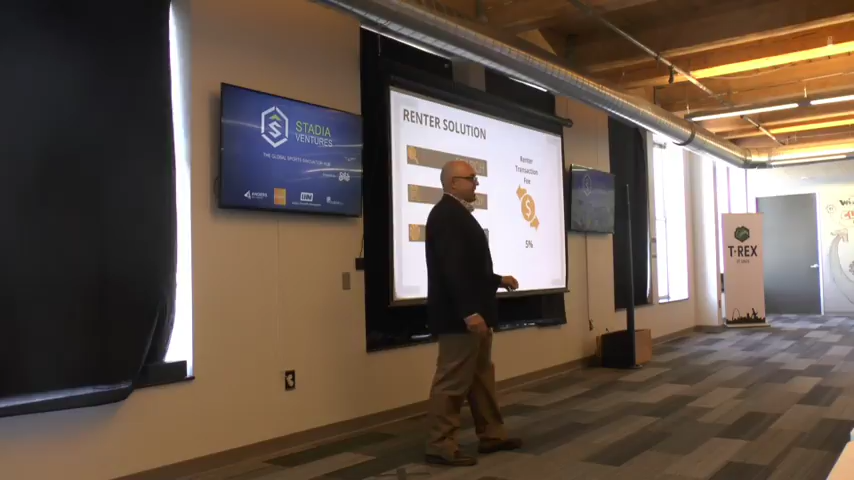 STADIA
VENTURES
THE GLOBAL SPORTS INNOVATION HUB
RENTER SOLUTION
Renter
Transaction
Fee
$
5%
T-REX